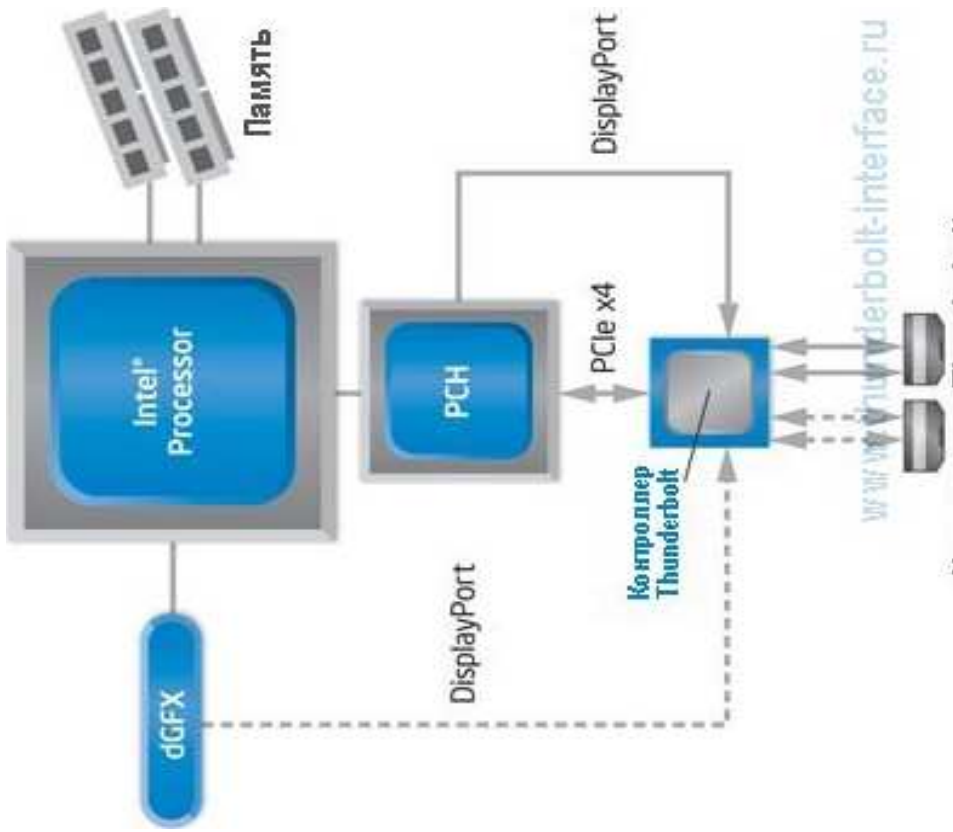 Память
Intel®
Processor
dGFX
PCH
DisplayPort
PCIe x4
DisplayPort
Контроллер
Thunderbolt
www.thunderbolt-interface.ru